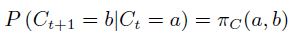 P (C_{t+1} = b|C_t = a) = π_C(a, b)